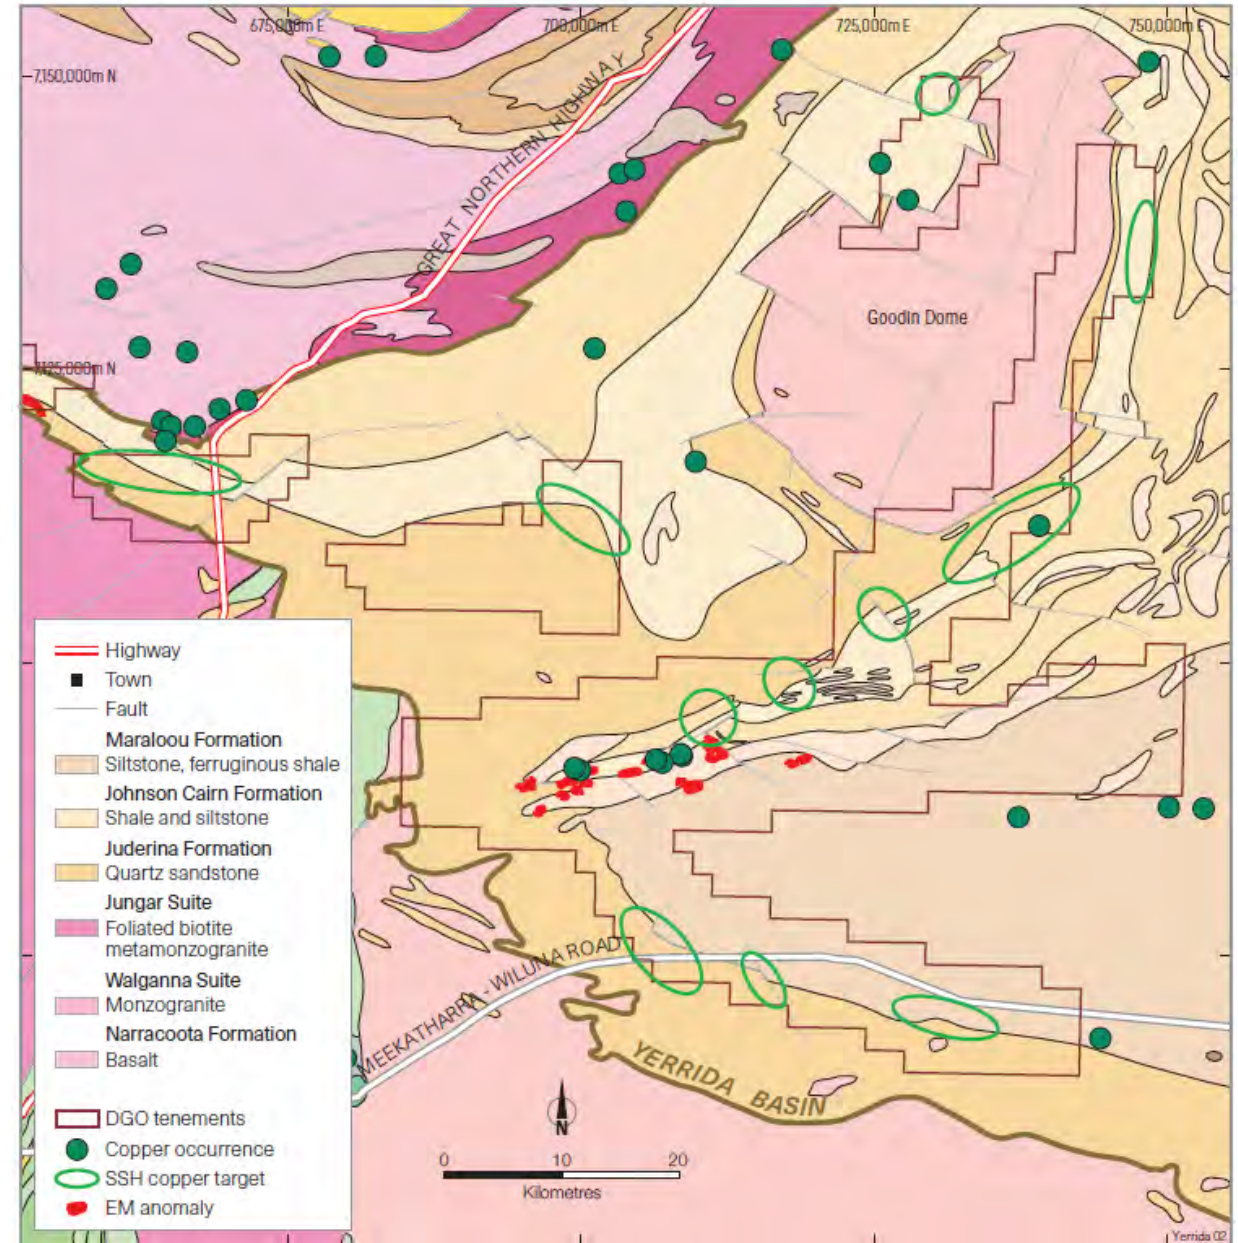 675,000m E
700,000m E
725,000m E
750,000m E
7,150,000m N
GREAT NORTHERN HIGHWAY
Goodin Dome
7,125,000m N
Highway
Town
Fault
Maraloou Formation
Siltstone, ferruginous shale
Johnson Cairn Formation
Shale and siltstone
Juderina Formation
Quartz sandstone
Jungar Suite
Foliated biotite
metamonzogranite
Walganna Suite
Monzogranite
Narracoota Formation
Basalt
DGO tenements
Copper occurrence
SSH copper target
EM anomaly
MEEKATHARRA - WILUNA ROAD
YERRIDA BASIN
N
0 10 20
Kilometres
Yerrida 02